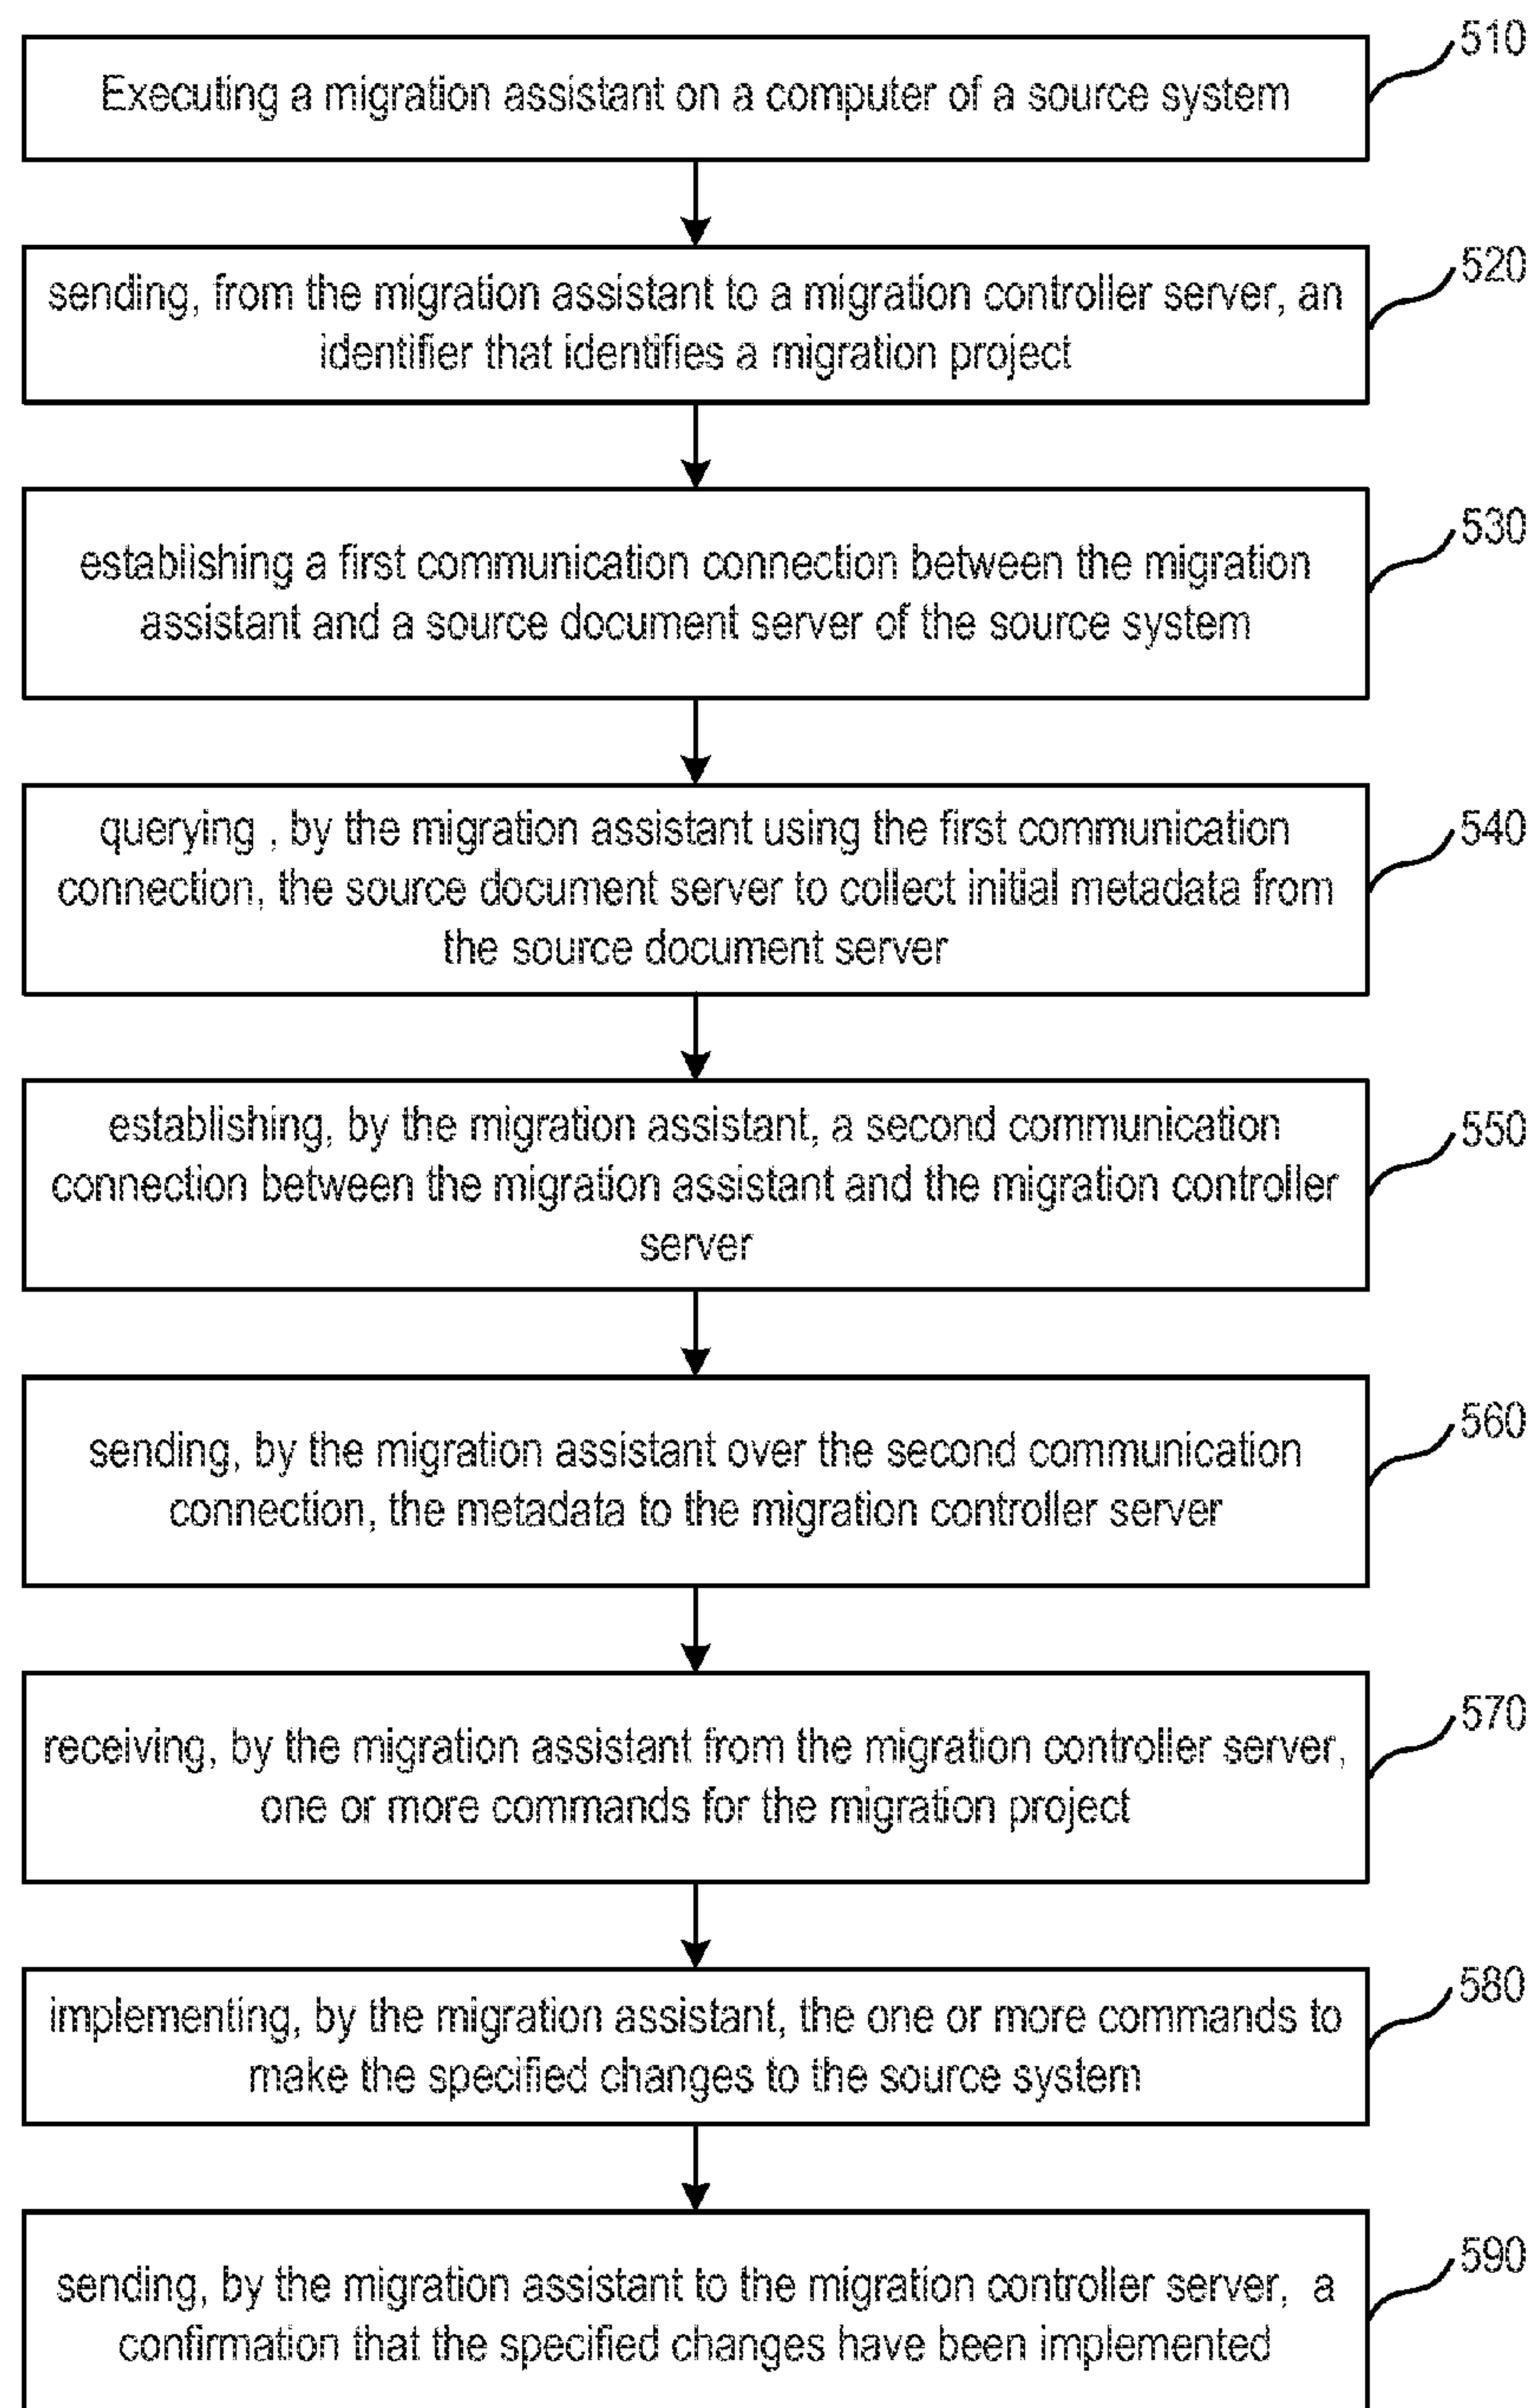 510
Executing a migration assistant on a computer of a source system
520
sending, from the migration assistant to a migration controller server, an
identifier that identifies a migration project
530
establishing a first communication connection between the migration
assistant and a source document server of the source system
540
querying , by the migration assistant using the first communication
connection, the source document server to collect initial metadata from
the source document server
550
establishing, by the migration assistant, a second communication
connection between the migration assistant and the migration controller
server
560
sending, by the migration assistant over the second communication
connection, the metadata to the migration controller server
570
receiving, by the migration assistant from the migration controller server,
one or more commands for the migration project
580
implementing, by the migration assistant, the one or more commands to
make the specified changes to the source system
590
sending, by the migration assistant to the migration controller server, a
confirmation that the specified changes have been implemented